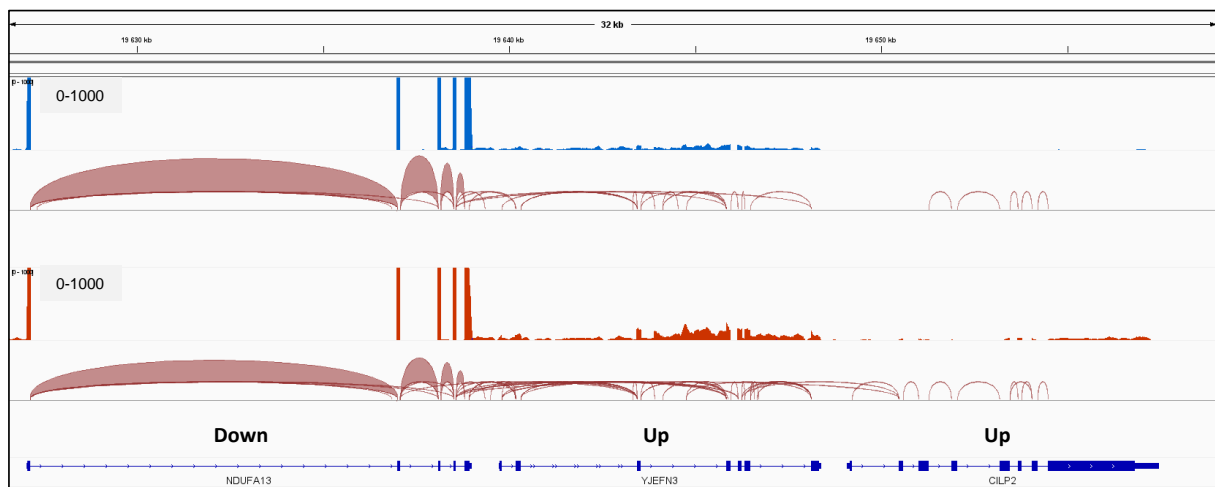 32 kb
19 630 kb 19 640 kb 19 650 kb
0-1000
0-1000
Down Up Up
NDUFA13 YJEFN3 CILP2